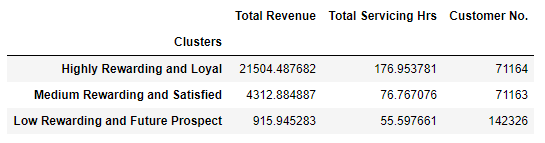 Total Revenue Total Servicing Hrs Customer No.
Clusters
Highly Rewarding and Loyal 21504.487682 176.953781 71164
Medium Rewarding and Satisfied 4312.884887 76.767076 71163
Low Rewarding and Future Prospect 915.945283 55.597661 142326